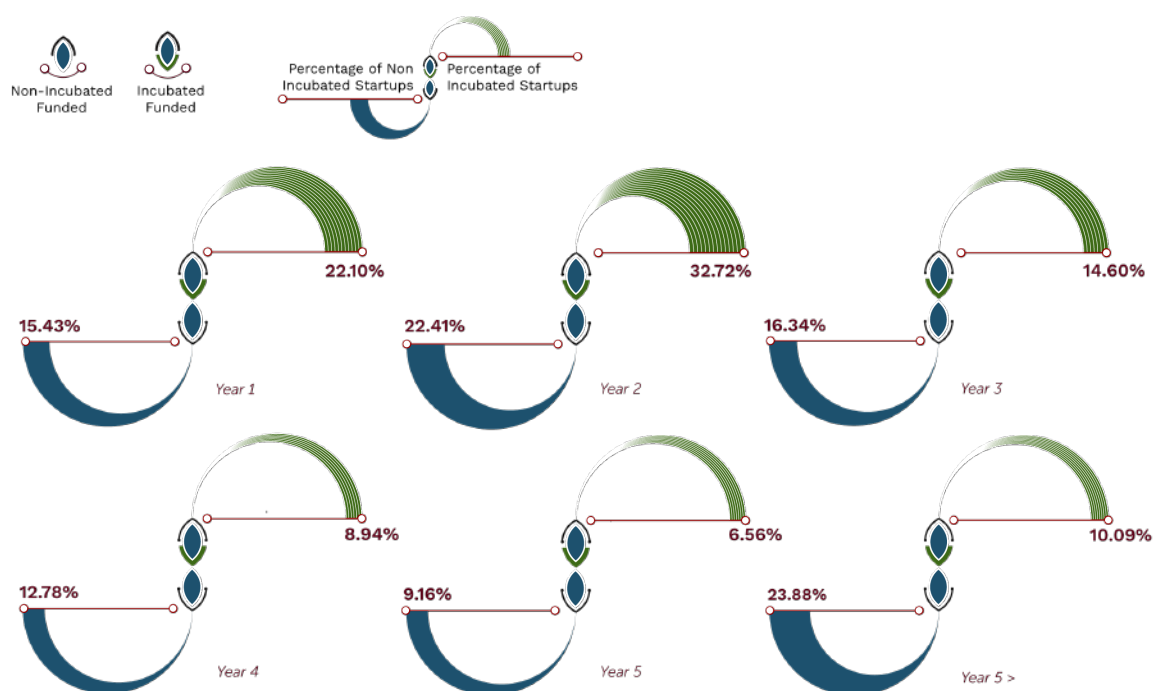 Non-Incubated
Funded
Incubated
Funded
Percentage of Non
Incubated Startups
Percentage of
Incubated Startups
22.10%
15.43%
Year 1
32.72%
22.41%
Year 2
14.60%
16.34%
Year 3
8.94%
12.78%
Year 4
6.56%
9.16%
Year 5
10.09%
23.88%
Year 5 >